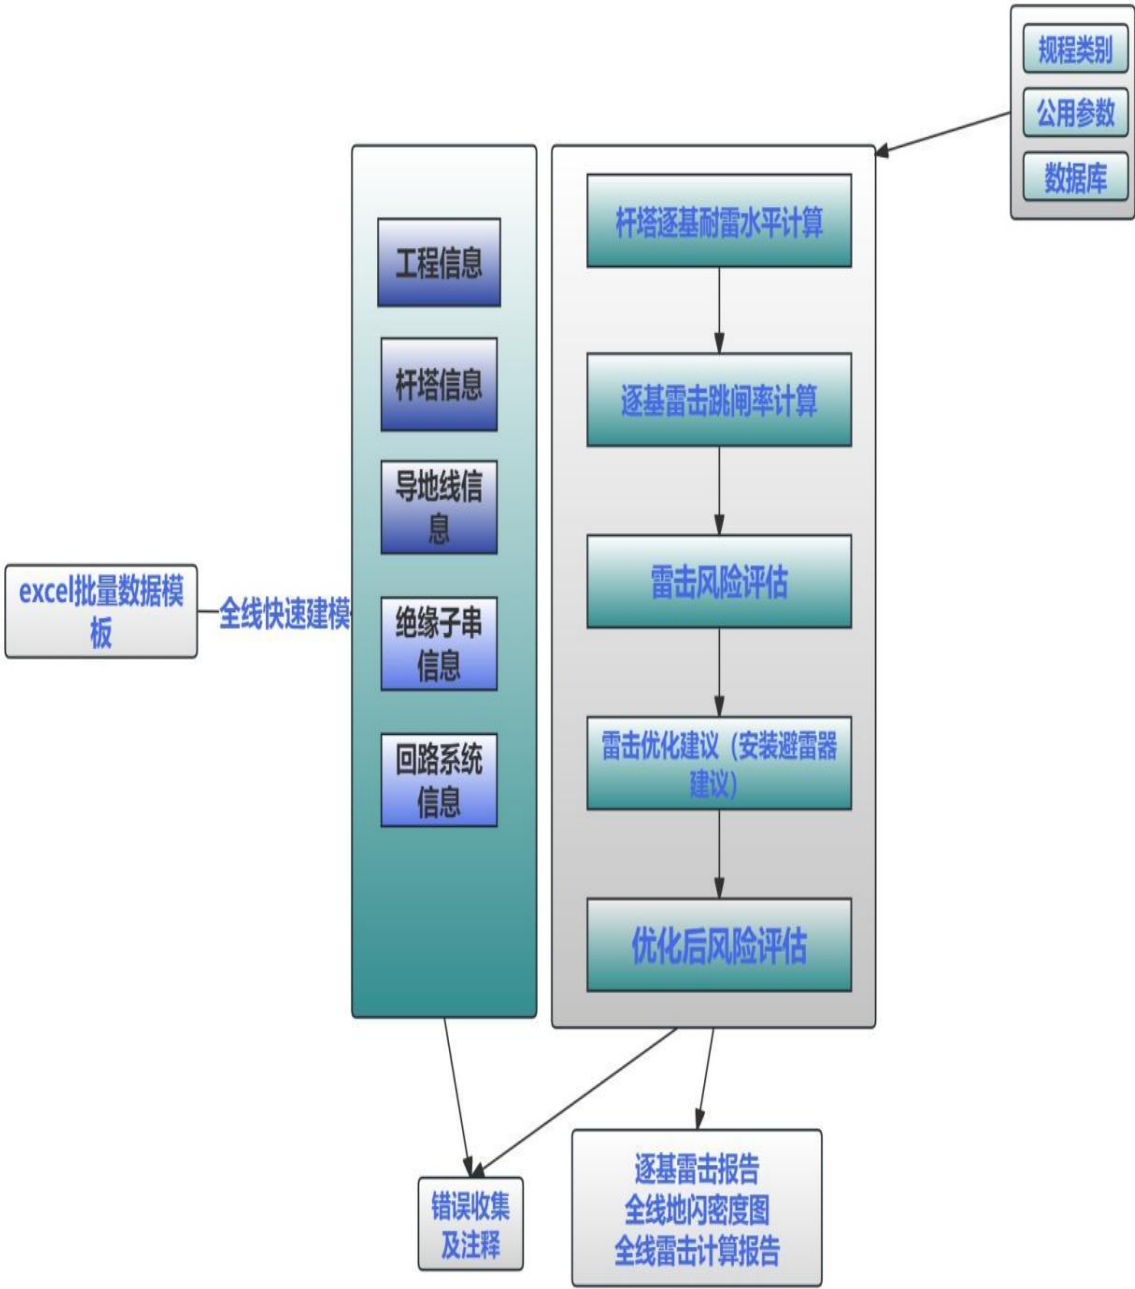 规程类别
公用参数
数据库
excel批量数据模
板
全线快速建模
工程信息
杆塔信息
导地线信
息
绝缘子串
信息
回路系统
信息
杆塔逐基耐雷水平计算
逐基雷击跳闸率计算
雷击风险评估
雷击优化建议（安装避雷器
建议）
优化后风险评估
错误收集
及注释
逐基雷击报告
全线地闪密度图
全线雷击计算报告